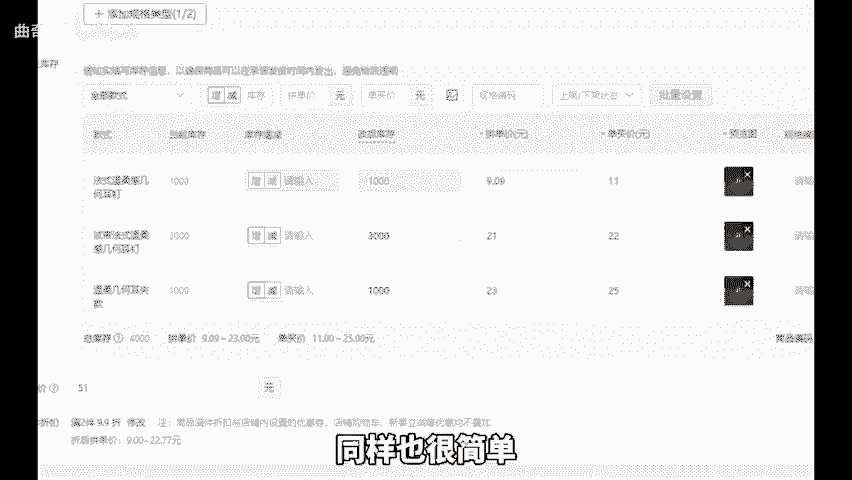 + 添加规格类型(1/2)
库存
全部款式 增 减 库存 拼单价 元 单买价 元 规格编码 上架/下架状态 批量设置
款式 当前库存 库存增减 改后库存 *拼单价(元) *单买价(元) *预览图 规格编
法式温柔感几何耳钉 1000 增 减 请输入 1000 9.09 11 请输
感几何耳钉 3000 增 减 请输入 3000 21 22 请输
温柔几何耳夹款 1000 增 减 请输入 1000 23 25 请输
总库存 4000 拼单价 9.09~23.00元 单买价 11.00~25.00元 商品编码
价 51 元
折扣 满2件 9.9 折 修改 注：商品满件折扣与店铺内设置的优惠券、店铺购物车、新客立减等优惠均不叠加
折后拼单价：9.00~22.77元
同样也很简单